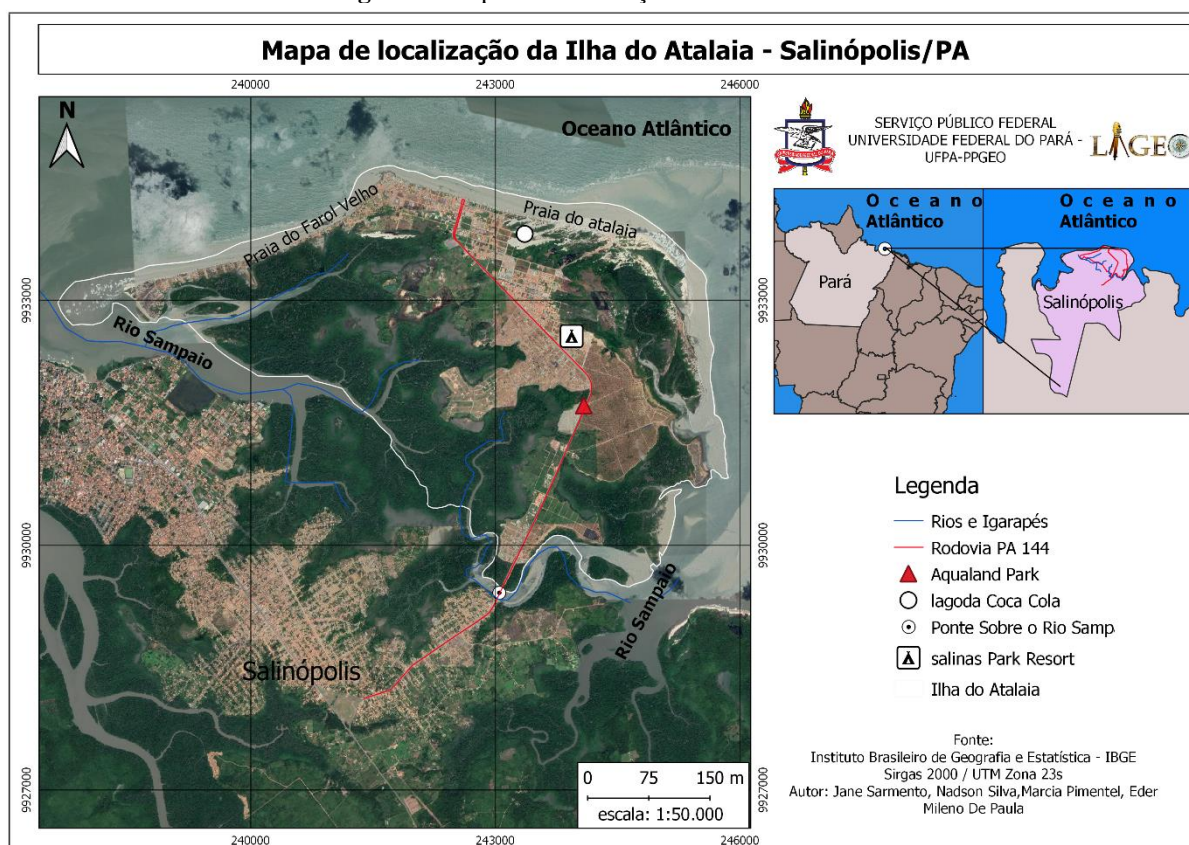 Mapa de localização da Ilha do Atalaia - Salinópolis/PA
240000
243000
246000
N
Oceano Atlântico
Praia do Farol Velho
Praia do atalaia
9933000
9933000
Rio Sampaio
9930000
9930000
Rio Sampaio
Salinópolis
9927000
9927000
0 75 150 m
escala: 1:50.000
240000
243000
246000
SERVIÇO PÚBLICO FEDERAL
UNIVERSIDADE FEDERAL DO PARÁ -
UFPA-PPGEO
LAGEO
Oceano
Atlântico
Pará
Oceano
Atlântico
Salinópolis
Legenda
Rios e Igarapés
Rodovia PA 144
Aqualand Park
lagoda Coca Cola
Ponte Sobre o Rio Samp
salinas Park Resort
Ilha do Atalaia
Fonte:
Instituto Brasileiro de Geografia e Estatística - IBGE
Sirgas 2000 / UTM Zona 23s
Autor: Jane Sarmento, Nadson Silva,Marcia Pimentel, Eder
Mileno De Paula